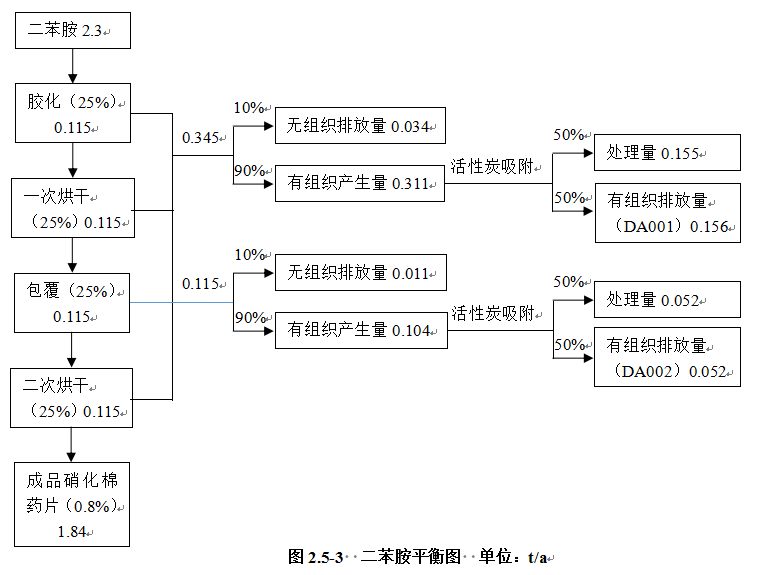 二苯胺 2.3
胶化（25%）
0.115
一次烘干
（25%）0.115
包覆（25%）
0.115
二次烘干
（25%）0.115
成品硝化棉
药片（0.8%）
1.84
0.345
10%
无组织排放量 0.034
90%
有组织产生量 0.311
活性炭吸附
50%
处理量 0.155
50%
有组织排放量
（DA001）0.156
0.115
10%
无组织排放量 0.011
90%
有组织产生量 0.104
活性炭吸附
50%
处理量 0.052
50%
有组织排放量
（DA002）0.052
图 2.5-3 二苯胺平衡图 单位：t/a